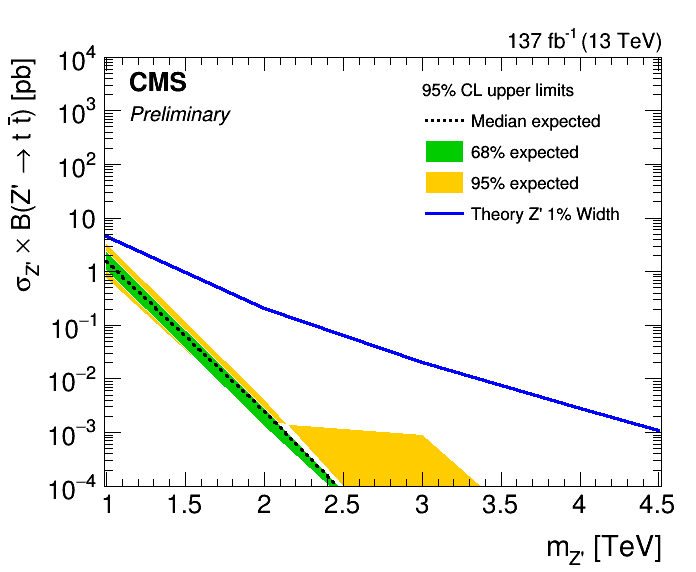 137 fb⁻¹ (13 TeV)
CMS
Preliminary
95% CL upper limits
Median expected
68% expected
95% expected
Theory Z' 1% Width
σ_Z' × B(Z' → t t̄) [pb]
10⁴
10³
10²
10
1
10⁻¹
10⁻²
10⁻³
10⁻⁴
1 1.5 2 2.5 3 3.5 4 4.5
m_Z' [TeV]